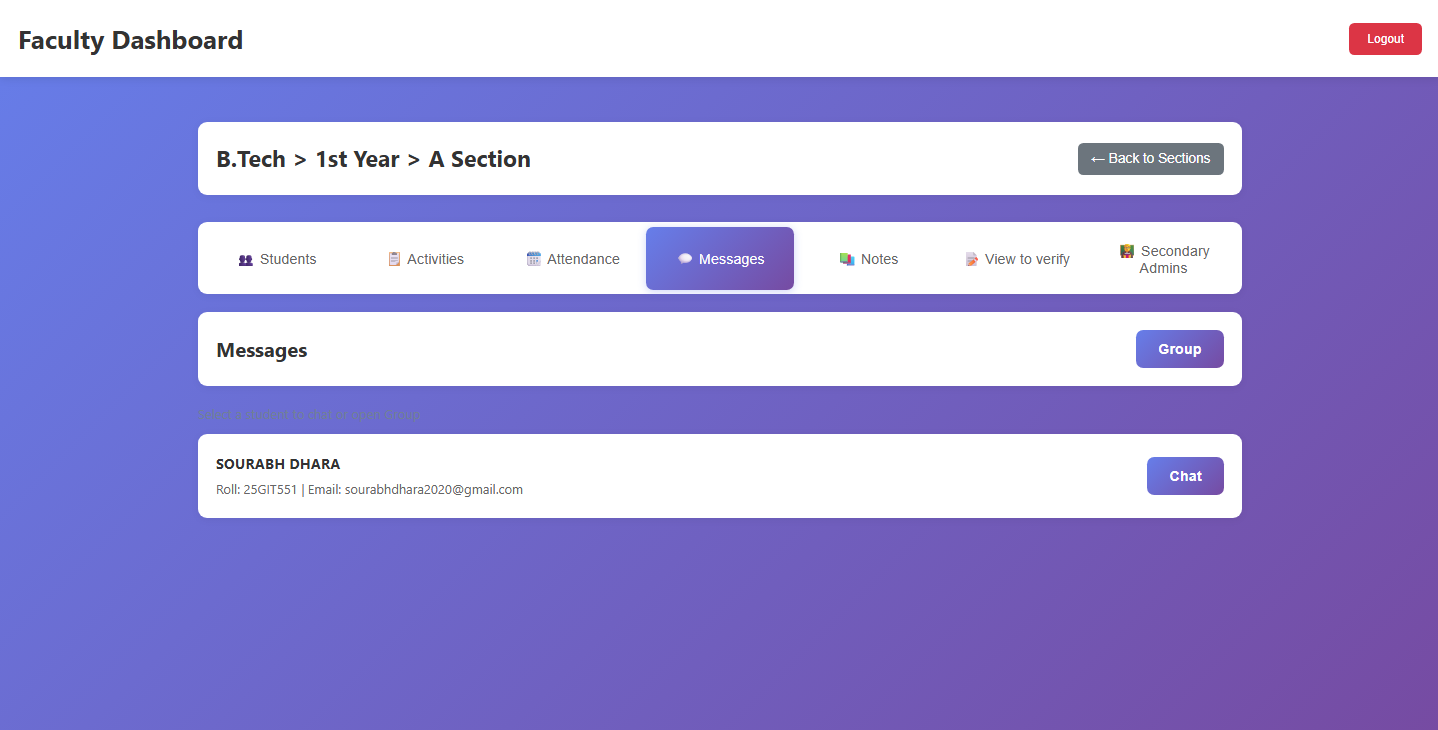 Faculty Dashboard
Logout
B.Tech > 1st Year > A Section
← Back to Sections
Students
Activities
Attendance
Messages
Notes
View to verify
Secondary
Admins
Messages
Group
Select a student to chat or open Group
SOURABH DHARA
Roll: 25GIT551 | Email: sourabhdhara2020@gmail.com
Chat